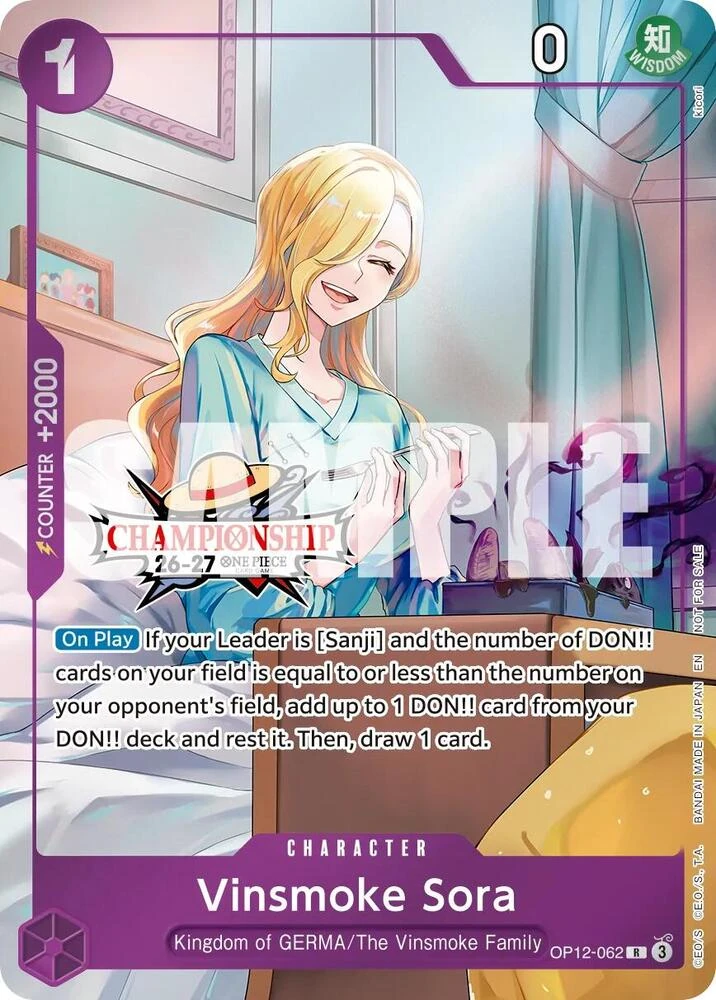 1
0
知
WISDOM
kicori
COUNTER +2000
SAMPLE
CHAMPIONSHIP
26-27 ONE PIECE
CARD GAME
On Play If your Leader is [Sanji] and the number of DON!!
cards on your field is equal to or less than the number on
your opponent's field, add up to 1 DON!! card from your
DON!! deck and rest it. Then, draw 1 card.
CHARACTER
Vinsmoke Sora
Kingdom of GERMA/The Vinsmoke Family
OP12-062 R 3
©E.O/S ©E.O./S., T.A. BANDAI MADE IN JAPAN EN NOT FOR SALE